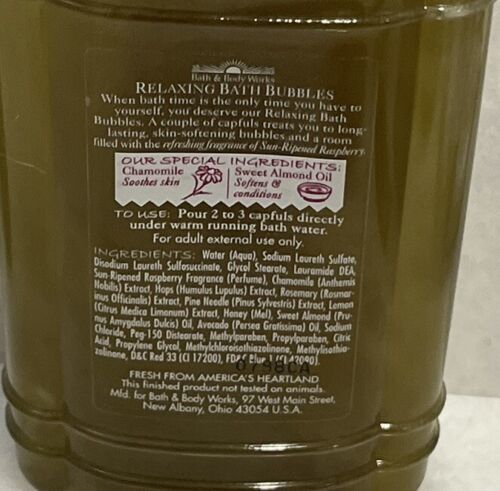 Bath & Body Works
RELAXING BATH BUBBLES
When bath time is the only time you have to
yourself, you deserve our Relaxing Bath
Bubbles. A couple of capfuls treats you to long-
lasting, skin-softening bubbles and a room
filled with the refreshing fragrance of Sun-Ripened Raspberry.
OUR SPECIAL INGREDIENTS:
Chamomile Sweet Almond Oil
Soothes skin Softens &
conditions
TO USE: Pour 2 to 3 capfuls directly
under warm running bath water.
For adult external use only.
INGREDIENTS: Water (Aqua), Sodium Laureth Sulfate,
Disodium Laureth Sulfosuccinate, Glycol Stearate, Lauramide DEA,
Sun-Ripened Raspberry Fragrance (Perfume), Chamomile (Anthemis
Nobilis) Extract, Hops (Humulus Lupulus) Extract, Rosemary (Rosmar-
inus Officinalis) Extract, Pine Needle (Pinus Sylvestris) Extract, Lemon
(Citrus Medica Limonum) Extract, Honey (Mel), Sweet Almond (Pru-
nus Amygdalus Dulcis) Oil, Avocado (Persea Gratissima) Oil, Sodium
Chloride, Peg-150 Distearate, Methylparaben, Propylparaben, Citric
Acid, Propylene Glycol, Methylchloroisothiazolinone, Methylisothia-
zolinone, D&C Red 33 (CI 17200), FD&C Blue 1 (CI 42090).
6798CA
FRESH FROM AMERICA'S HEARTLAND
This finished product not tested on animals.
Mfd. for Bath & Body Works, 97 West Main Street,
New Albany, Ohio 43054 U.S.A.